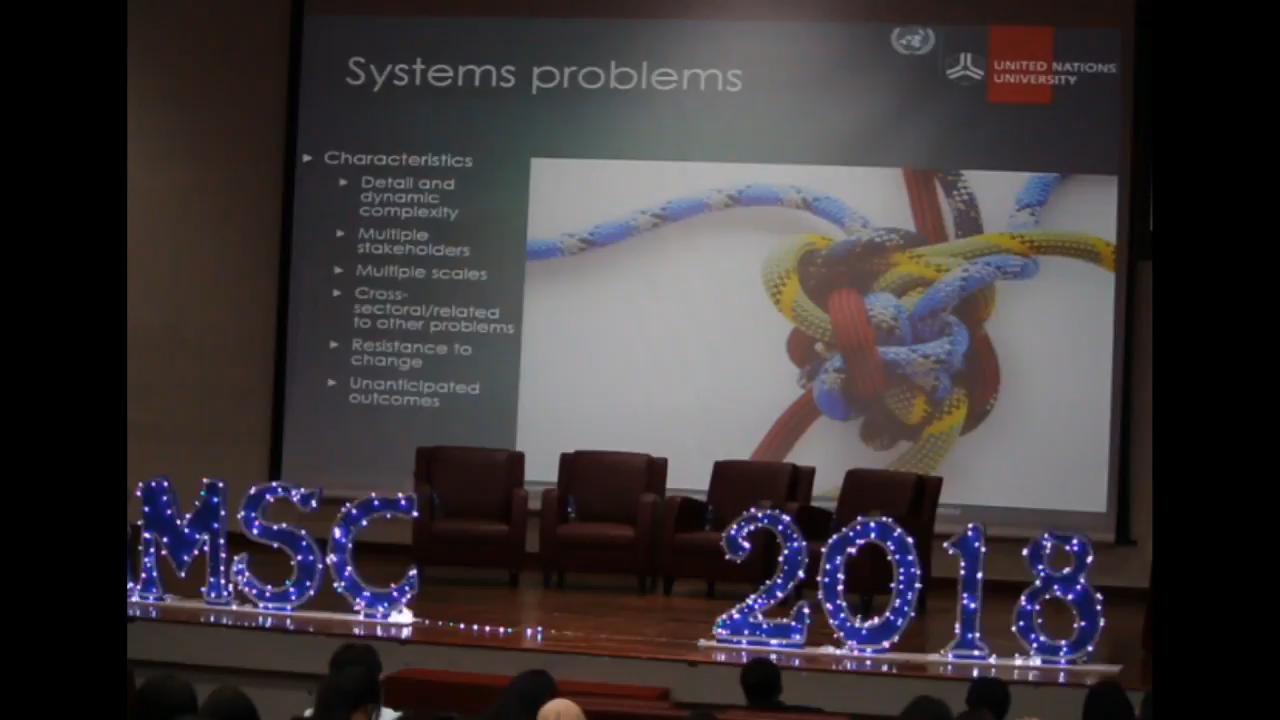 Systems problems
UNITED NATIONS
UNIVERSITY
► Characteristics
► Detail and
dynamic
complexity
► Multiple
stakeholders
► Multiple scales
► Cross-
sectoral/related
to other problems
► Resistance to
change
► Unanticipated
outcomes
MSC 2018